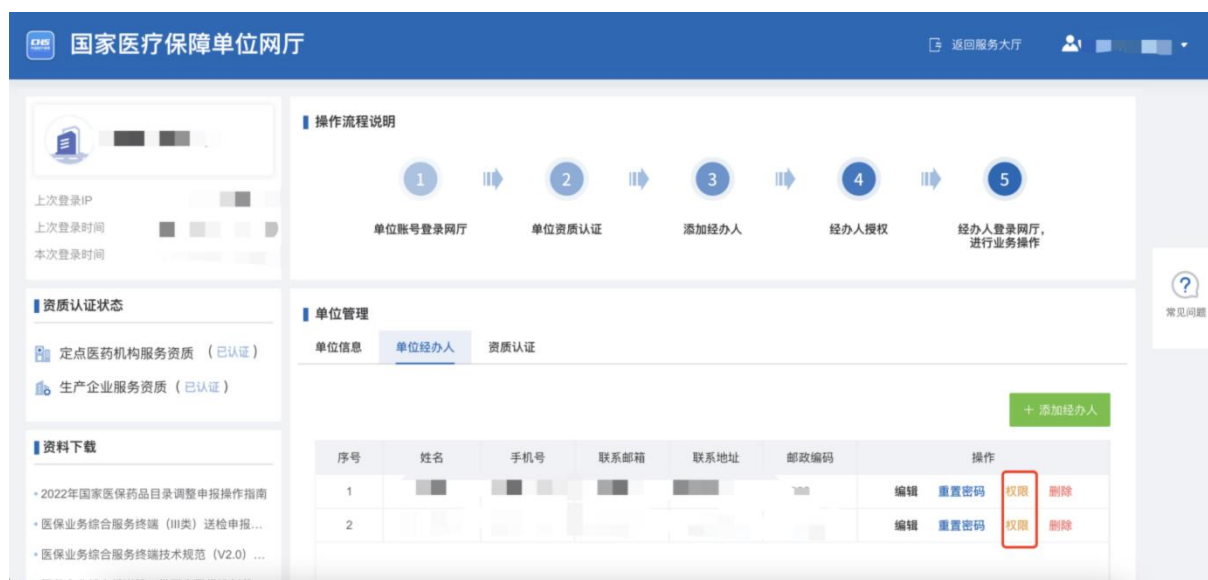 国家医疗保障单位网厅
返回服务大厅
上次登录IP
上次登录时间
本次登录时间
操作流程说明
1 2 3 4 5
单位账号登录网厅 单位资质认证 添加经办人 经办人授权 经办人登录网厅,
进行业务操作
常见问题
资质认证状态
定点医药机构服务资质 （已认证）
生产企业服务资质（已认证）
单位管理
单位信息 单位经办人 资质认证
+ 添加经办人
序号 姓名 手机号 联系邮箱 联系地址 邮政编码 操作
1 编辑 重置密码 权限 删除
2 编辑 重置密码 权限 删除
资料下载
2022年国家医保药品目录调整申报操作指南
医保业务综合服务终端（III类）送检申报...
医保业务综合服务终端技术规范（V2.0）...